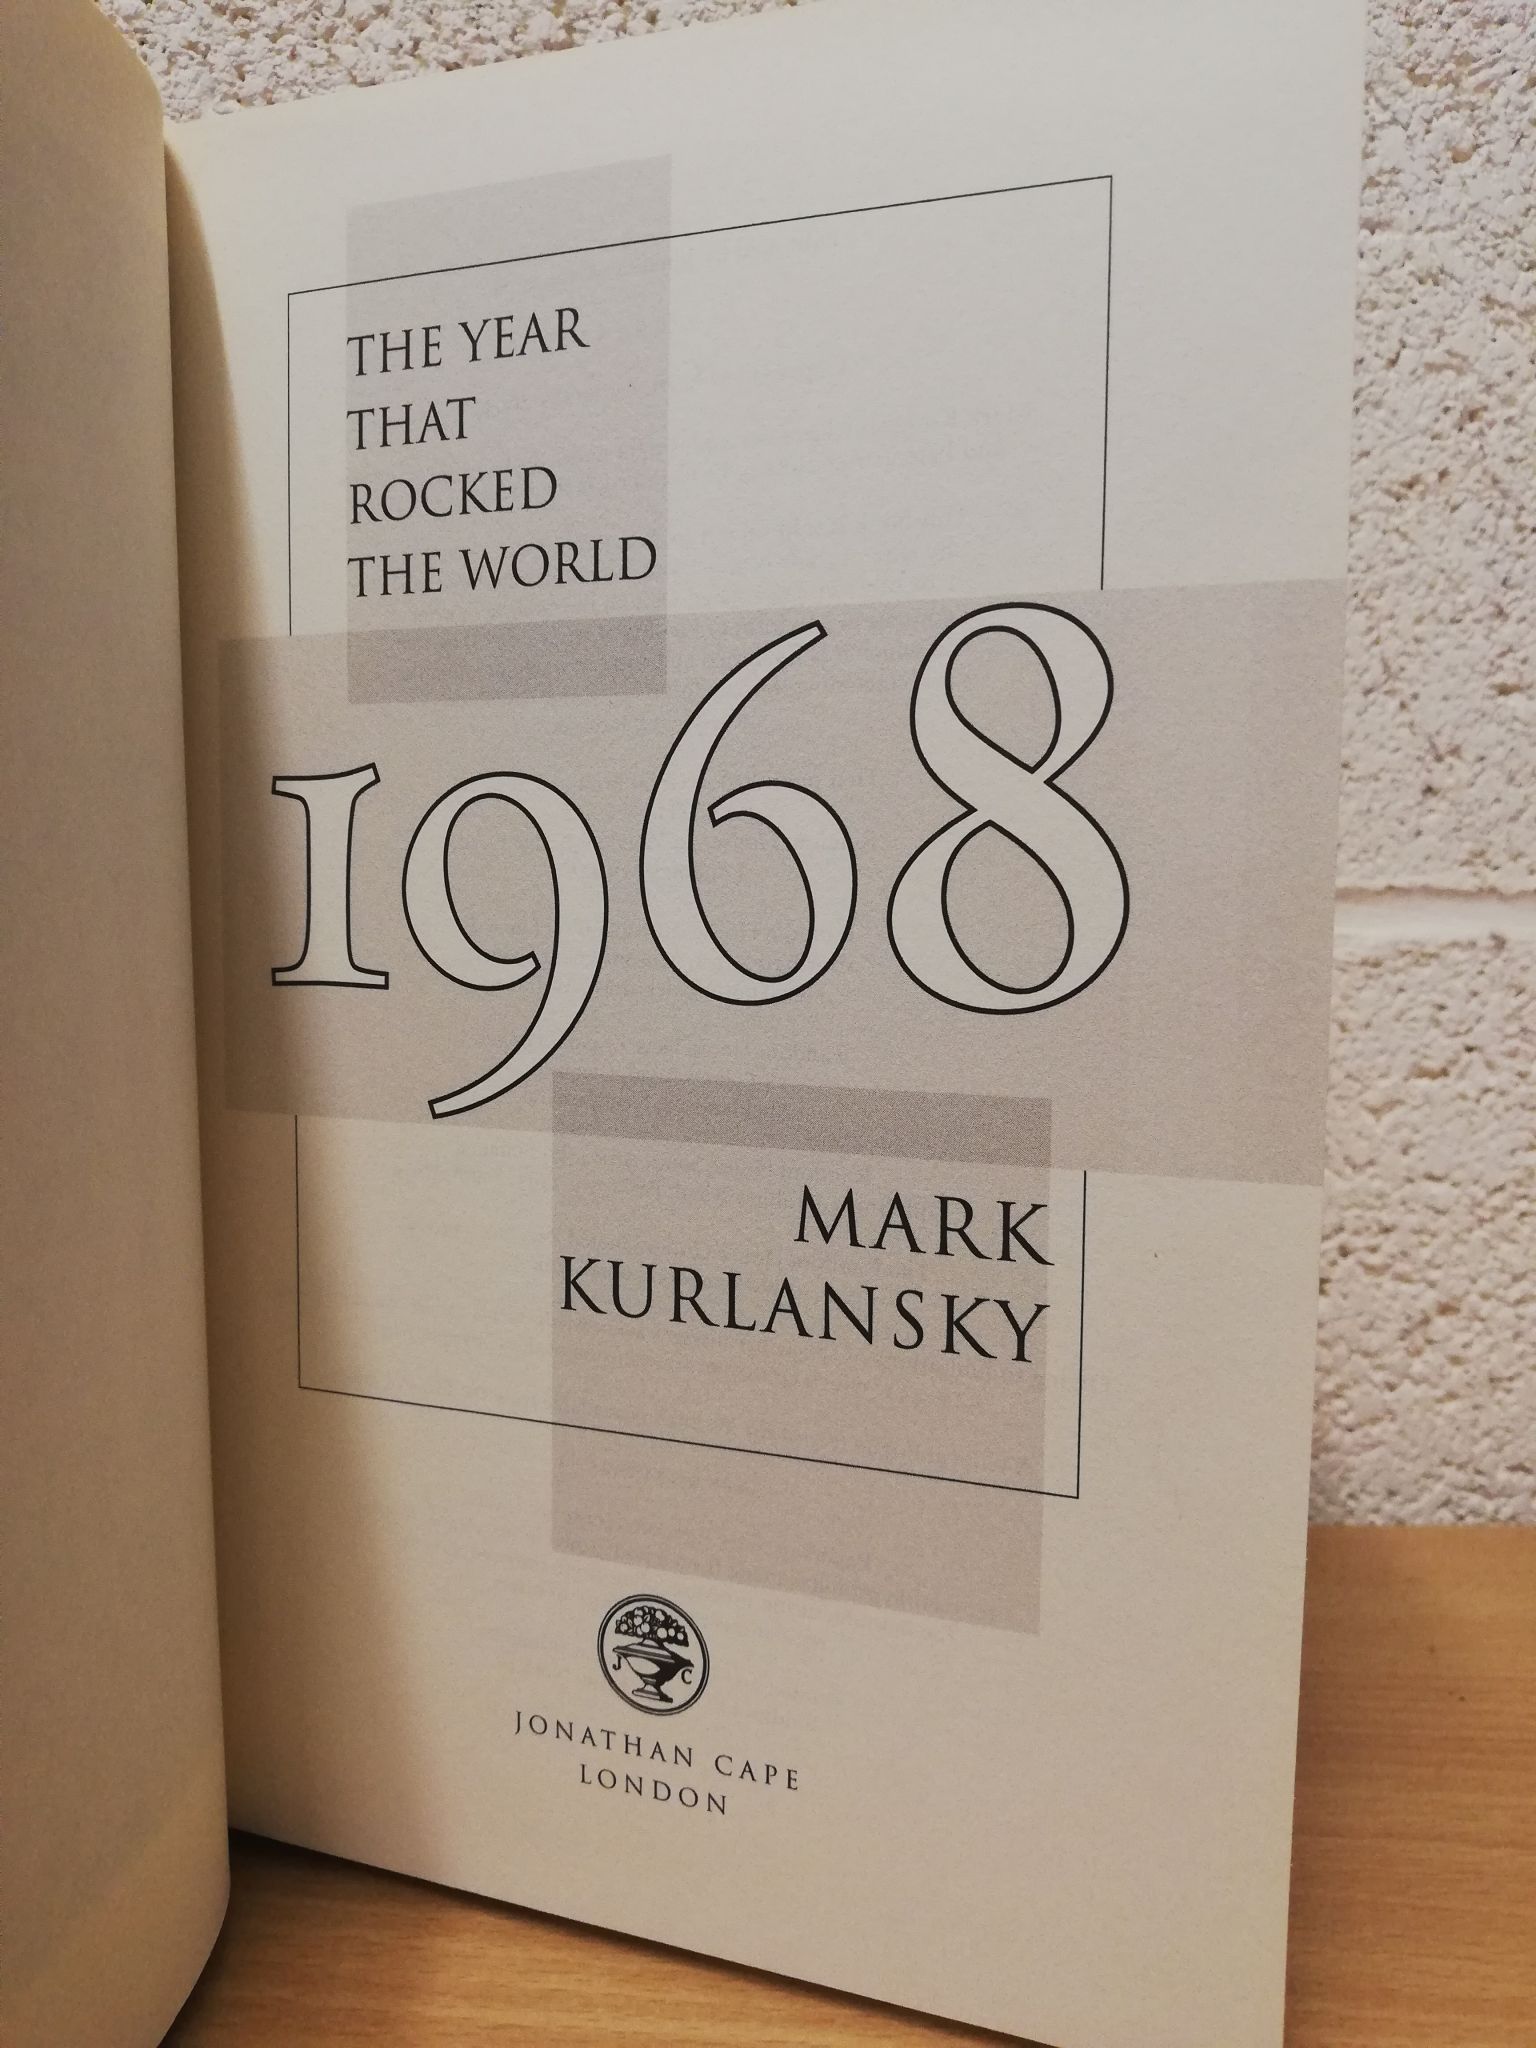 THE YEAR
THAT
ROCKED
THE WORLD
1968
MARK
KURLANSKY
J C
JONATHAN CAPE
LONDON